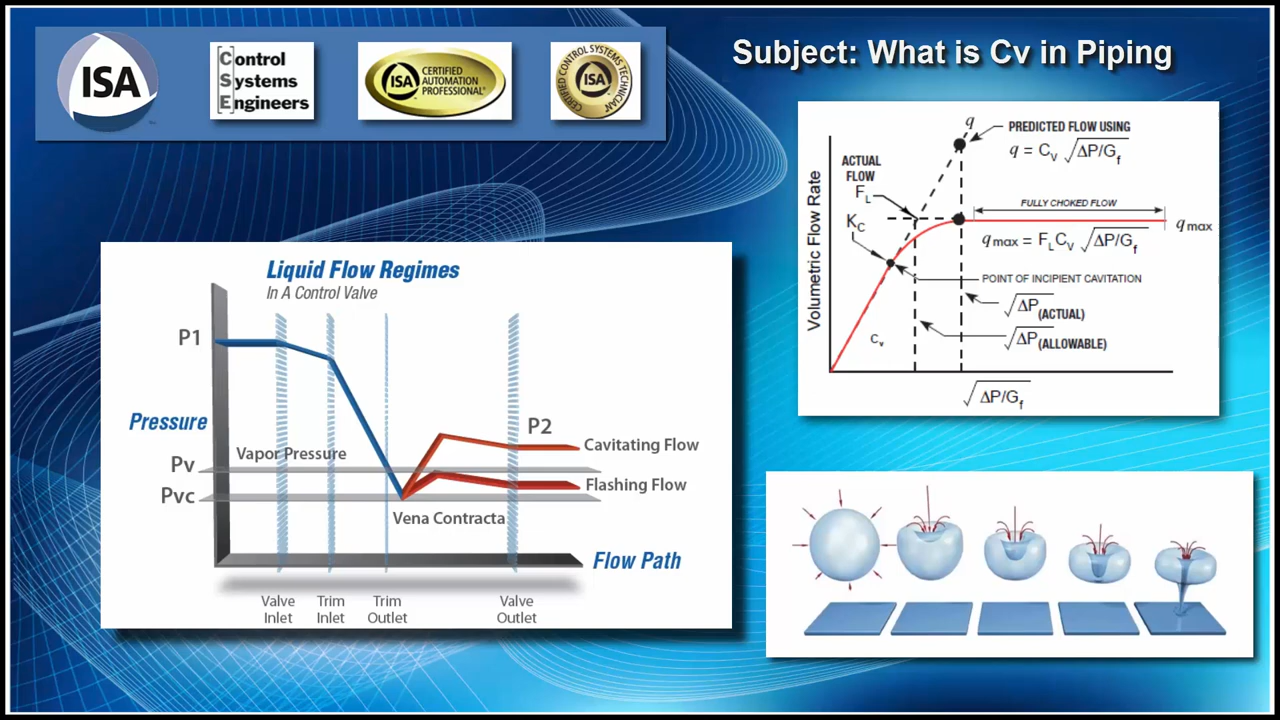 Subject: What is Cv in Piping
ISA
Control
Systems
Engineers
ISA
CERTIFIED
AUTOMATION
PROFESSIONAL®
CERTIFIED CONTROL SYSTEMS TECHNICIAN
ISA
q
PREDICTED FLOW USING
q = CV √ΔP/Gf
ACTUAL
FLOW
FL
KC
FULLY CHOKED FLOW
q max
q max = FL CV √ΔP/Gf
POINT OF INCIPIENT CAVITATION
√ΔP (ACTUAL)
√ΔP (ALLOWABLE)
Cv
Volumetric Flow Rate
√ΔP/Gf
Liquid Flow Regimes
In A Control Valve
P1
Pressure
P2
Cavitating Flow
Vapor Pressure
Pv
Flashing Flow
Pvc
Vena Contracta
Flow Path
Valve
Inlet
Trim
Inlet
Trim
Outlet
Valve
Outlet